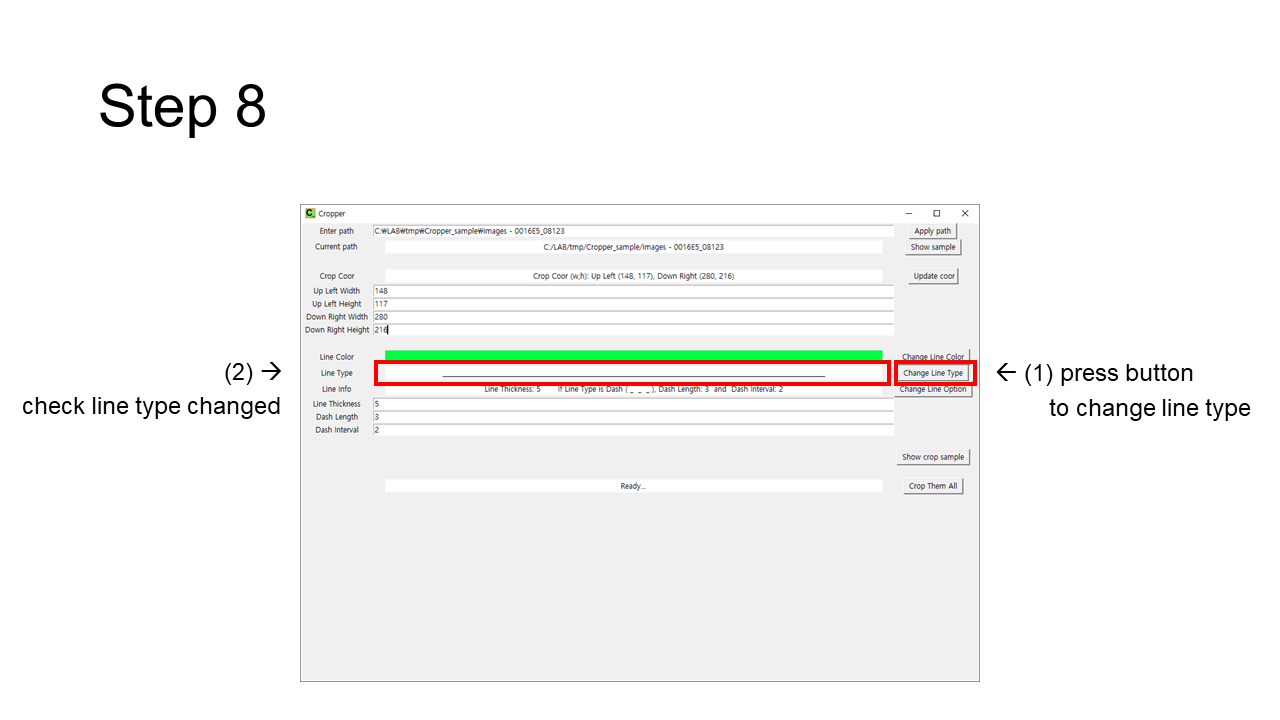 Step 8
C. Cropper
Enter path C:₩LAB₩tmp₩Cropper_sample₩images - 0016E5_08123 Apply path
Current path C:/LAB/tmp/Cropper_sample/images - 0016E5_08123 Show sample
Crop Coor Crop Coor (w,h): Up Left (148, 117), Down Right (280, 216) Update coor
Up Left Width 148
Up Left Height 117
Down Right Width 280
Down Right Height 216
Line Color Change Line Color
Line Type Change Line Type
Line Info Line Thickness: 5 If Line Type is Dash ( _ _ _ ), Dash Length: 3 and Dash Interval: 2 Change Line Option
Line Thickness 5
Dash Length 3
Dash Interval 2
Show crop sample
Ready... Crop Them All
(2) →
check line type changed
← (1) press button
to change line type